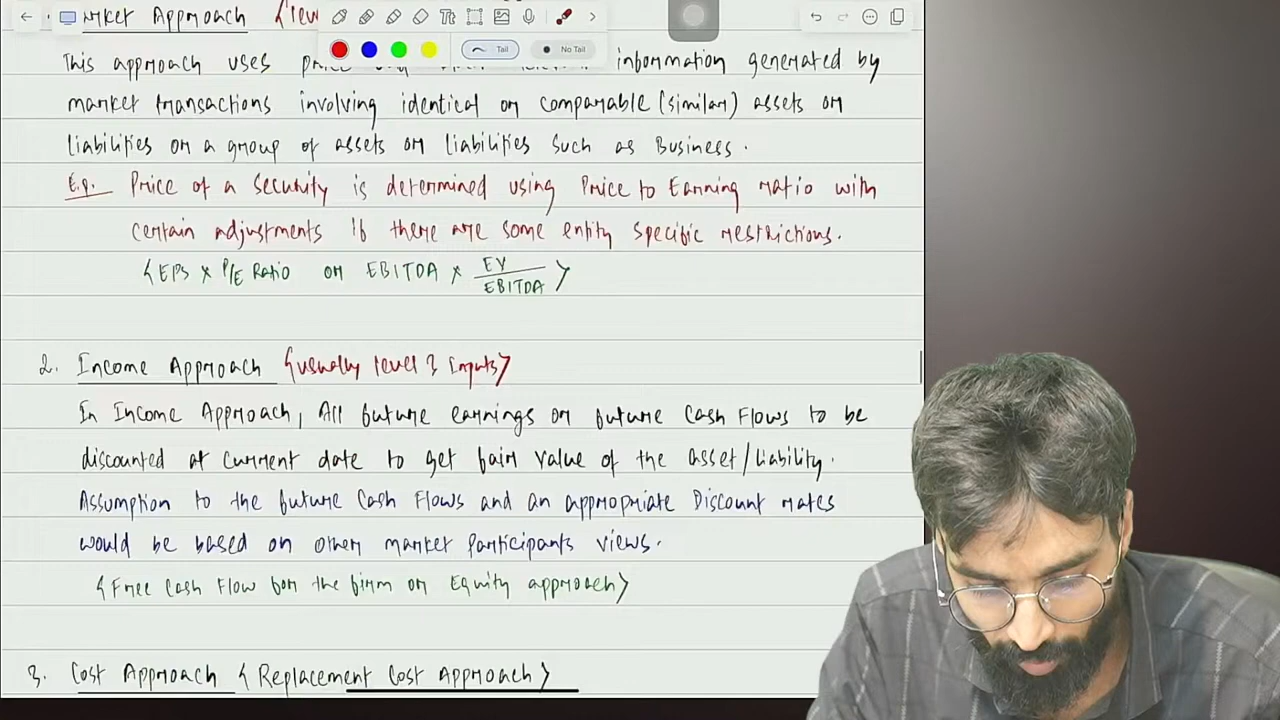 Market Approach {Lev
Tt
Tail
No Tail
This approach uses information generated by
market transactions involving identical or comparable (similar) assets or
liabilities or a group of assets or liabilities such as Business.
E.g. Price of a security is determined using Price to Earning ratio with
certain adjustments if there are some entity specific restrictions.
{EPS x P/E Ratio or EBITDA x EV/EBITDA}
2. Income Approach {usually level 3 Inputs}
In Income Approach, All future earnings or future Cash Flows to be
discounted at current date to get fair value of the asset/liability.
Assumption to the future Cash Flows and an appropriate Discount rates
would be based on other market participants views.
{Free Cash Flow for the firm or Equity approach}
3. Cost Approach {Replacement Cost Approach}